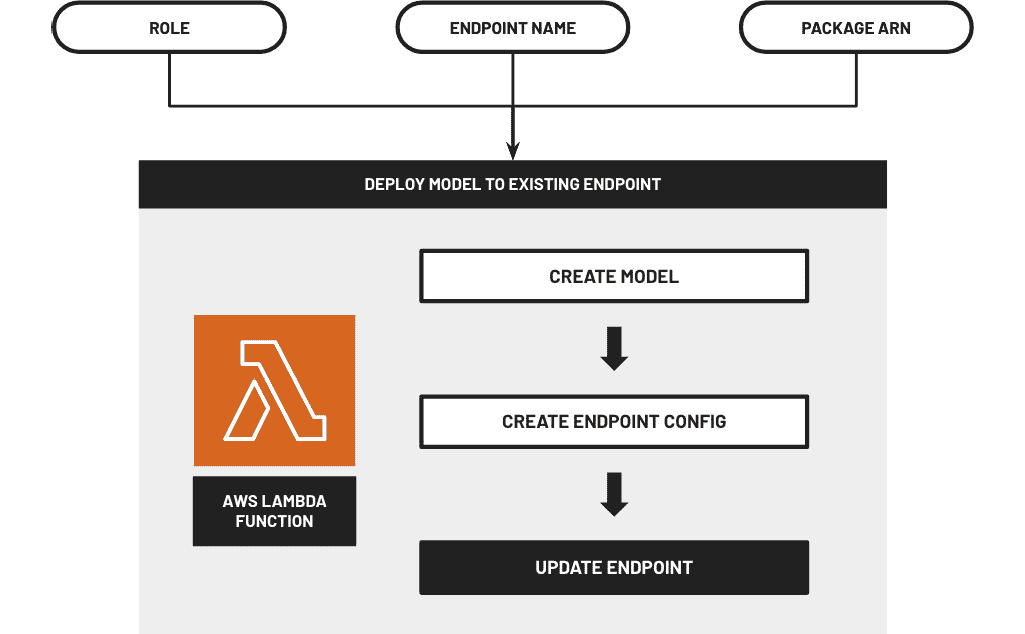 ROLE
ENDPOINT NAME
PACKAGE ARN
DEPLOY MODEL TO EXISTING ENDPOINT
CREATE MODEL
CREATE ENDPOINT CONFIG
AWS LAMBDA
FUNCTION
UPDATE ENDPOINT